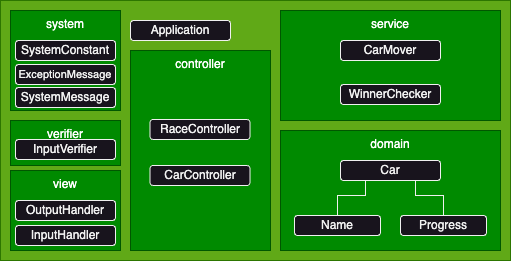 system
SystemConstant
ExceptionMessage
SystemMessage
verifier
InputVerifier
view
OutputHandler
InputHandler
Application
controller
RaceController
CarController
service
CarMover
WinnerChecker
domain
Car
Name
Progress